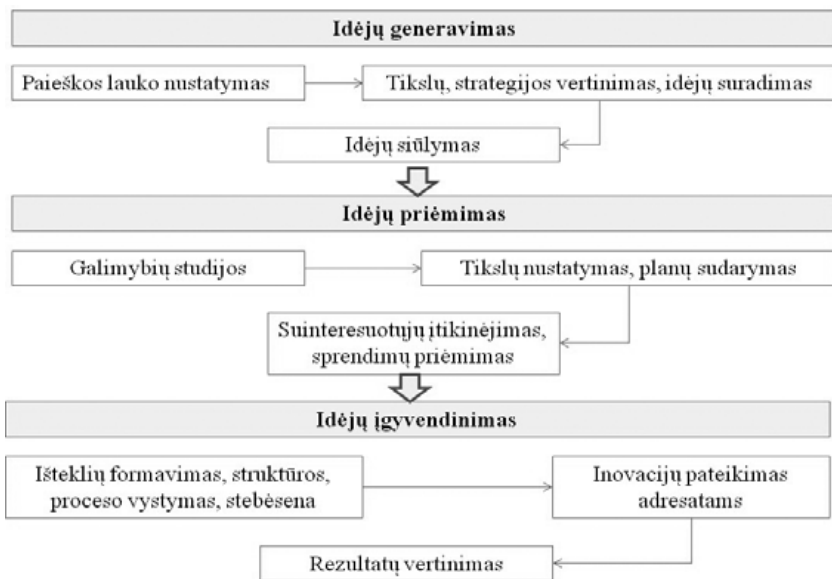 Idėjų generavimas
Paieškos lauko nustatymas
Tikslų, strategijos vertinimas, idėjų suradimas
Idėjų siūlymas
Idėjų priėmimas
Galimybių studijos
Tikslų nustatymas, planų sudarymas
Suinteresuotųjų įtikinėjimas,
sprendimų priėmimas
Idėjų įgyvendinimas
Išteklių formavimas, struktūros,
proceso vystymas, stebėsena
Inovacijų pateikimas
adresatams
Rezultatų vertinimas